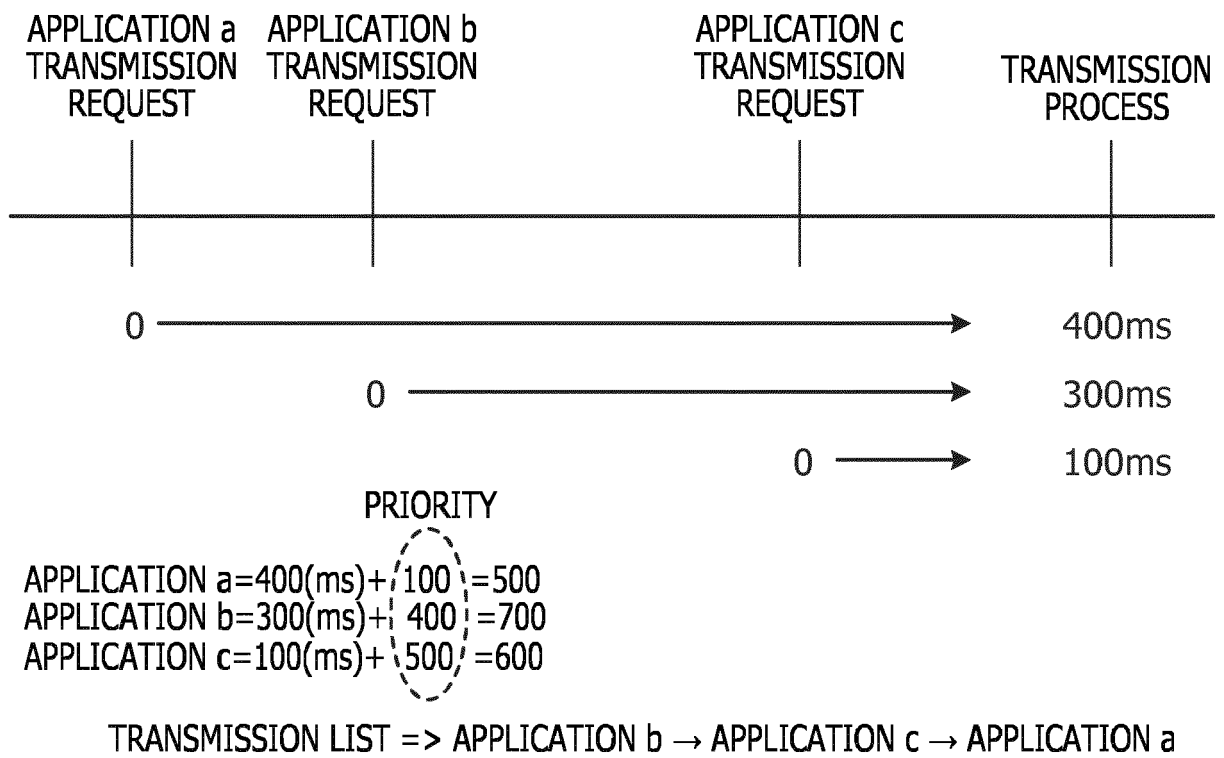 APPLICATION a
TRANSMISSION
REQUEST
APPLICATION b
TRANSMISSION
REQUEST
APPLICATION c
TRANSMISSION
REQUEST
TRANSMISSION
PROCESS
0 400ms
0 300ms
0 100ms
PRIORITY
APPLICATION a=400(ms)+ 100 =500
APPLICATION b=300(ms)+ 400 =700
APPLICATION c=100(ms)+ 500 =600
TRANSMISSION LIST => APPLICATION b → APPLICATION c → APPLICATION a